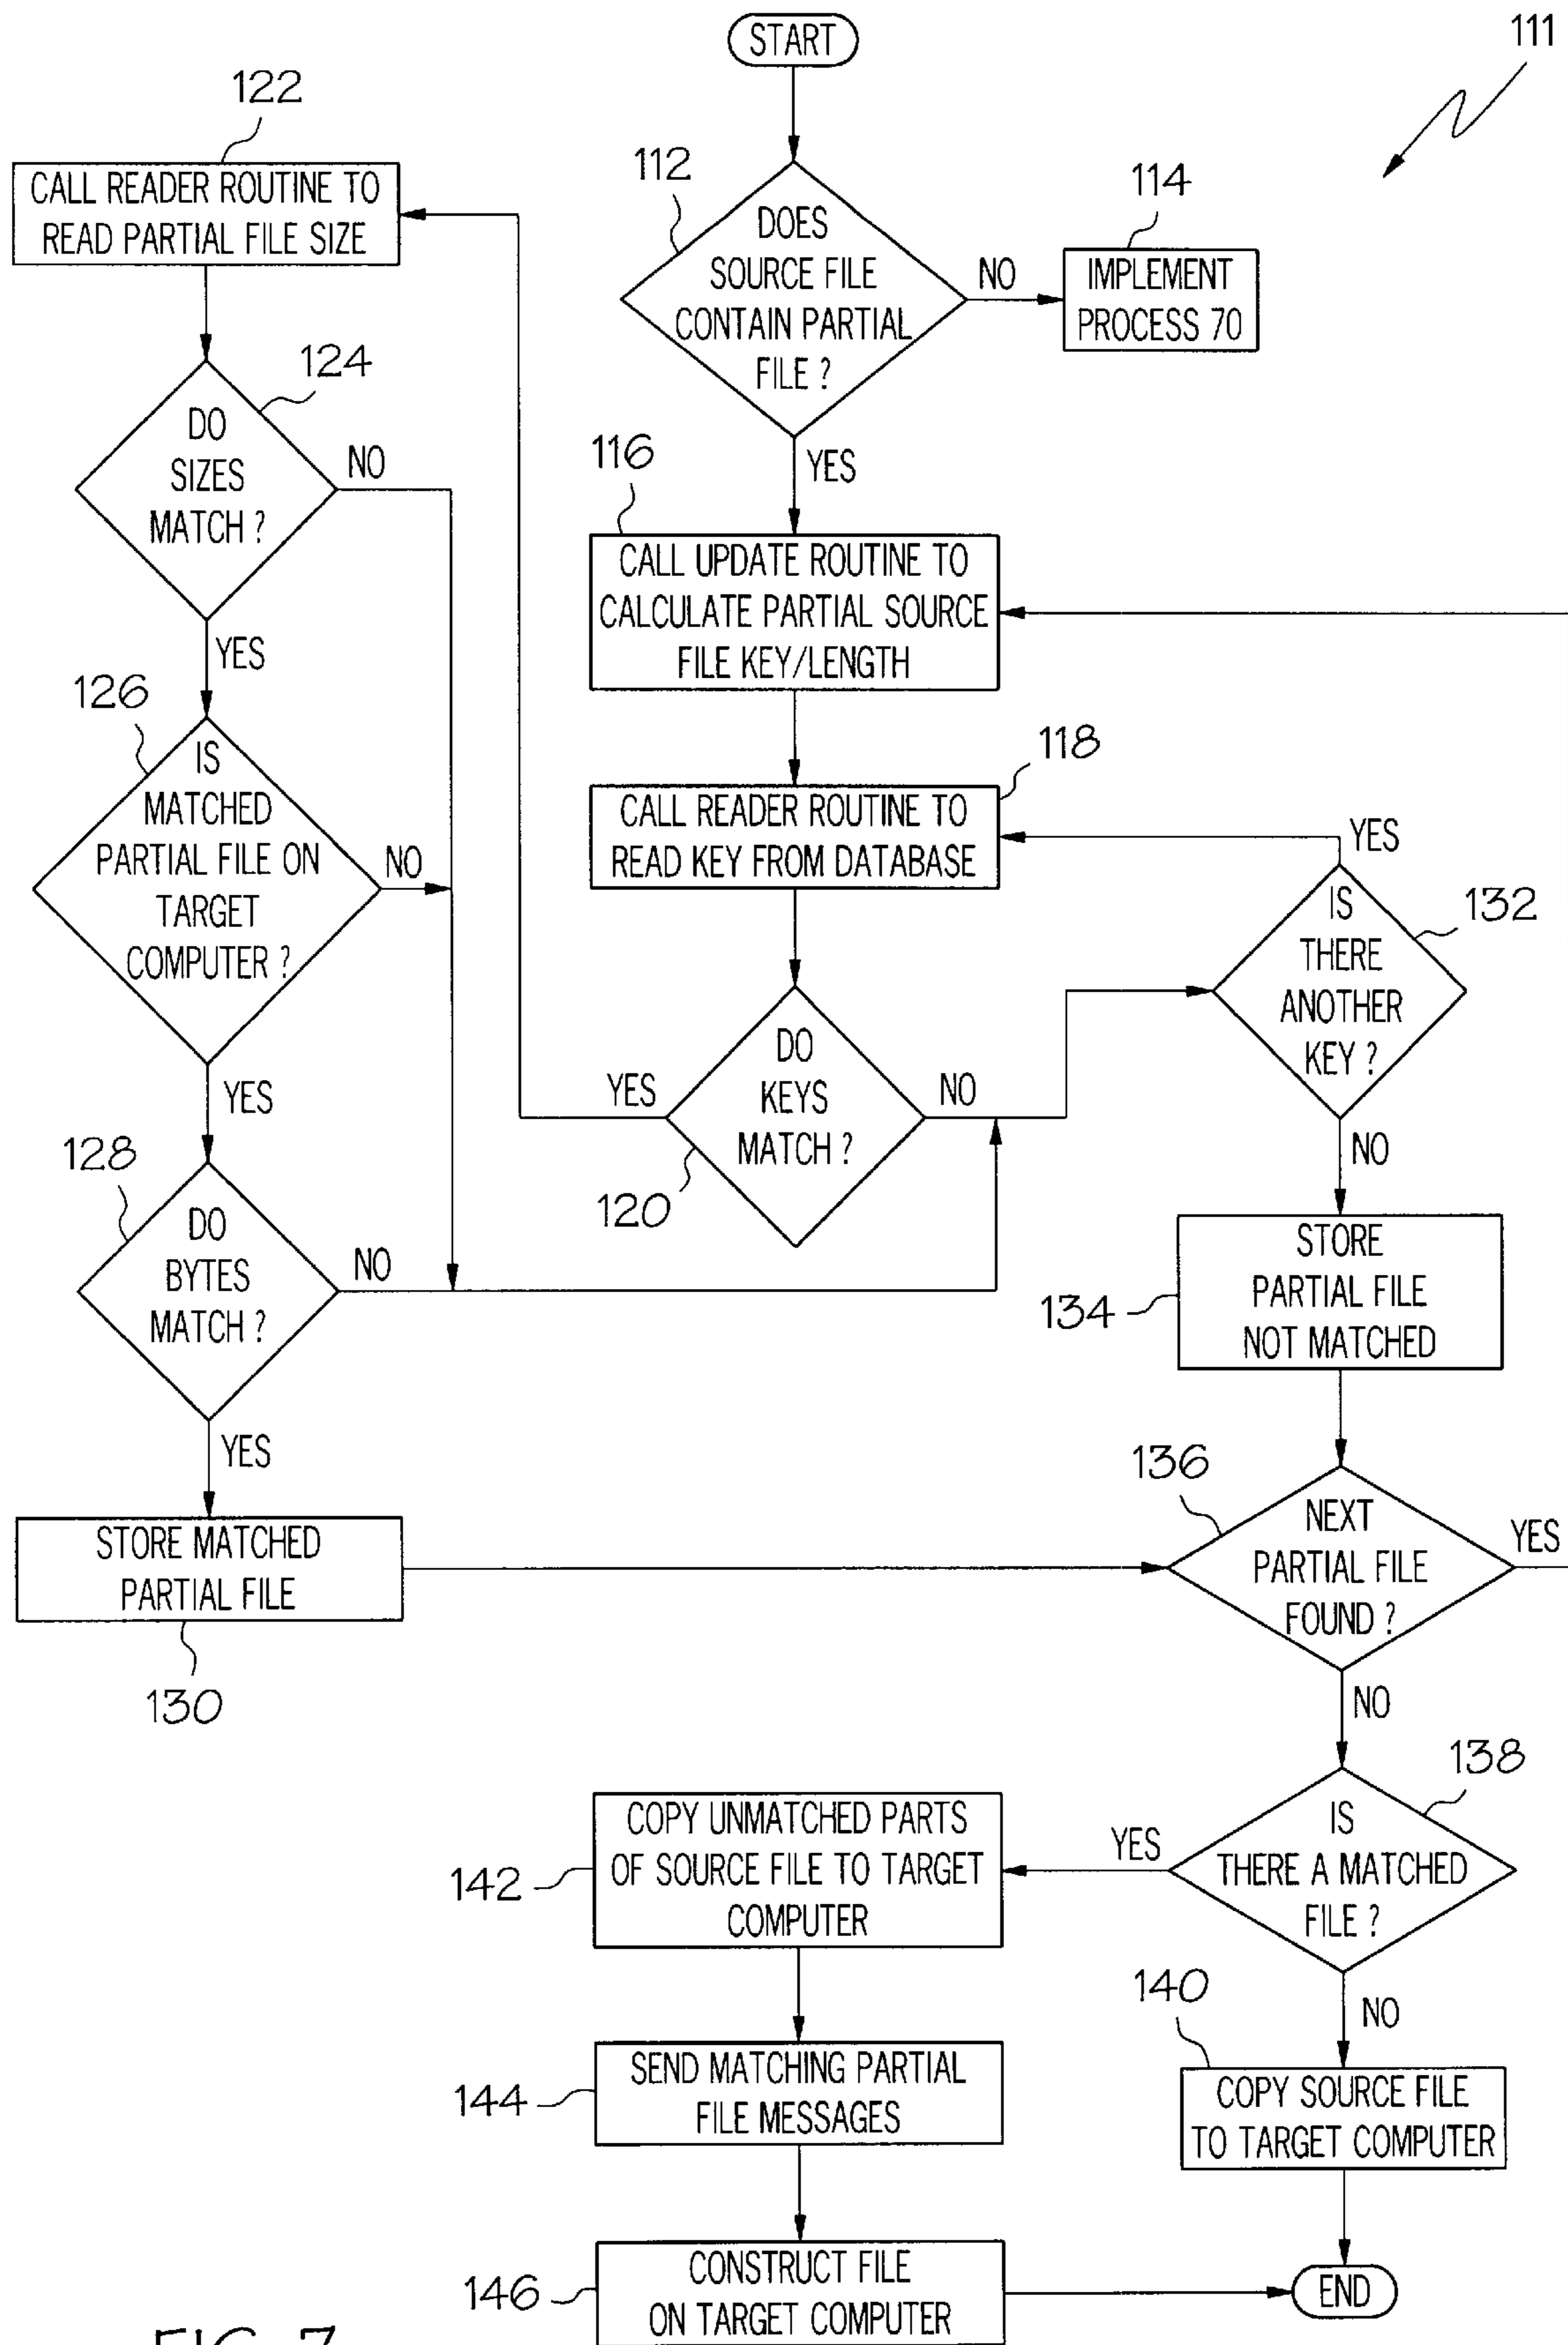 START
111
122
CALL READER ROUTINE TO
READ PARTIAL FILE SIZE
112
DOES
SOURCE FILE
CONTAIN PARTIAL
FILE ?
NO
114
IMPLEMENT
PROCESS 70
YES
124
DO
SIZES
MATCH ?
NO
YES
116
CALL UPDATE ROUTINE TO
CALCULATE PARTIAL SOURCE
FILE KEY/LENGTH
126
IS
MATCHED
PARTIAL FILE ON
TARGET
COMPUTER ?
NO
YES
118
CALL READER ROUTINE TO
READ KEY FROM DATABASE
YES
132
IS
THERE
ANOTHER
KEY ?
NO
YES
DO
KEYS
MATCH ?
NO
120
128
DO
BYTES
MATCH ?
NO
YES
134
STORE
PARTIAL FILE
NOT MATCHED
130
STORE MATCHED
PARTIAL FILE
136
NEXT
PARTIAL FILE
FOUND ?
YES
NO
138
IS
THERE A MATCHED
FILE ?
YES
NO
142
COPY UNMATCHED PARTS
OF SOURCE FILE TO TARGET
COMPUTER
140
COPY SOURCE FILE
TO TARGET COMPUTER
144
SEND MATCHING PARTIAL
FILE MESSAGES
146
CONSTRUCT FILE
ON TARGET COMPUTER
END
FIG. 7